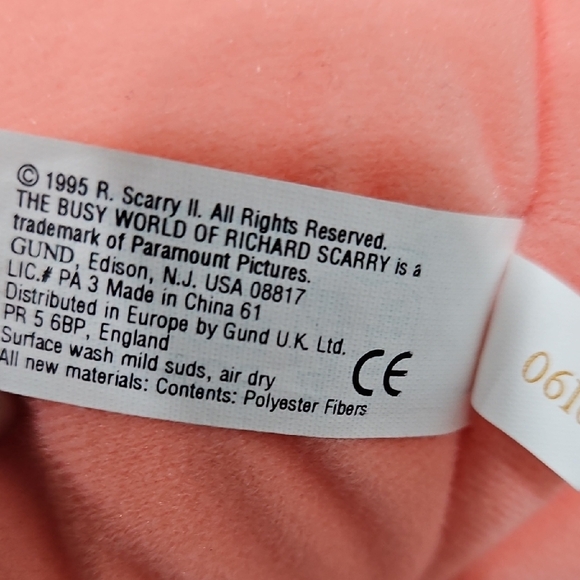 © 1995 R. Scarry II. All Rights Reserved.
THE BUSY WORLD OF RICHARD SCARRY is a
trademark of Paramount Pictures.
GUND, Edison, N.J. USA 08817
LIC.# PA 3 Made in China 61
Distributed in Europe by Gund U.K. Ltd.
PR 5 6BP, England
Surface wash mild suds, air dry
All new materials: Contents: Polyester Fibers
CE